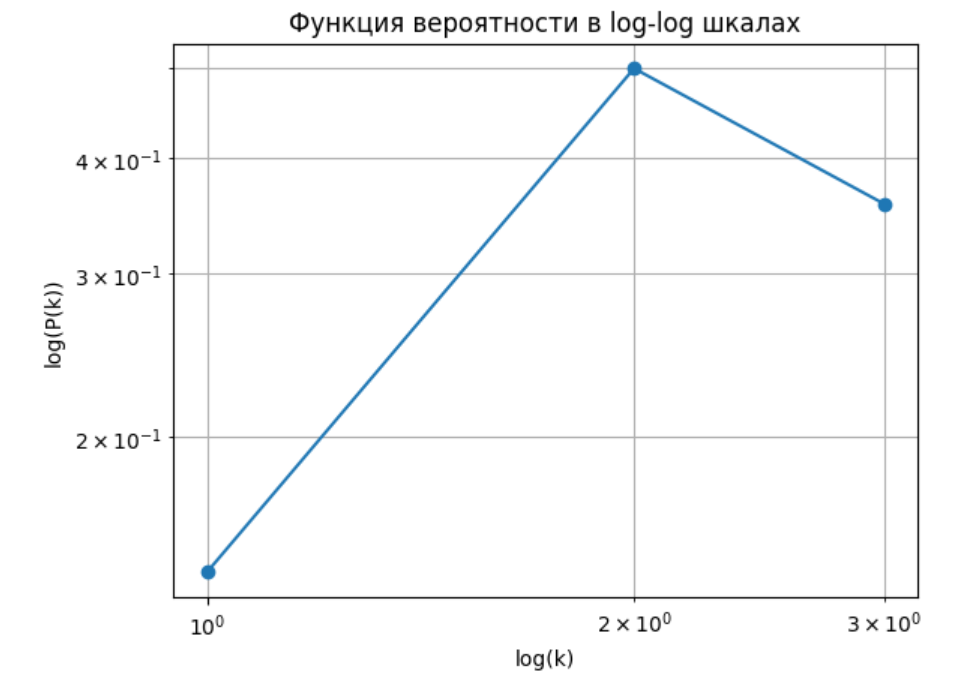 Функция вероятности в log-log шкалах
4 × 10⁻¹
3 × 10⁻¹
2 × 10⁻¹
log(P(k))
10⁰
2 × 10⁰
3 × 10⁰
log(k)